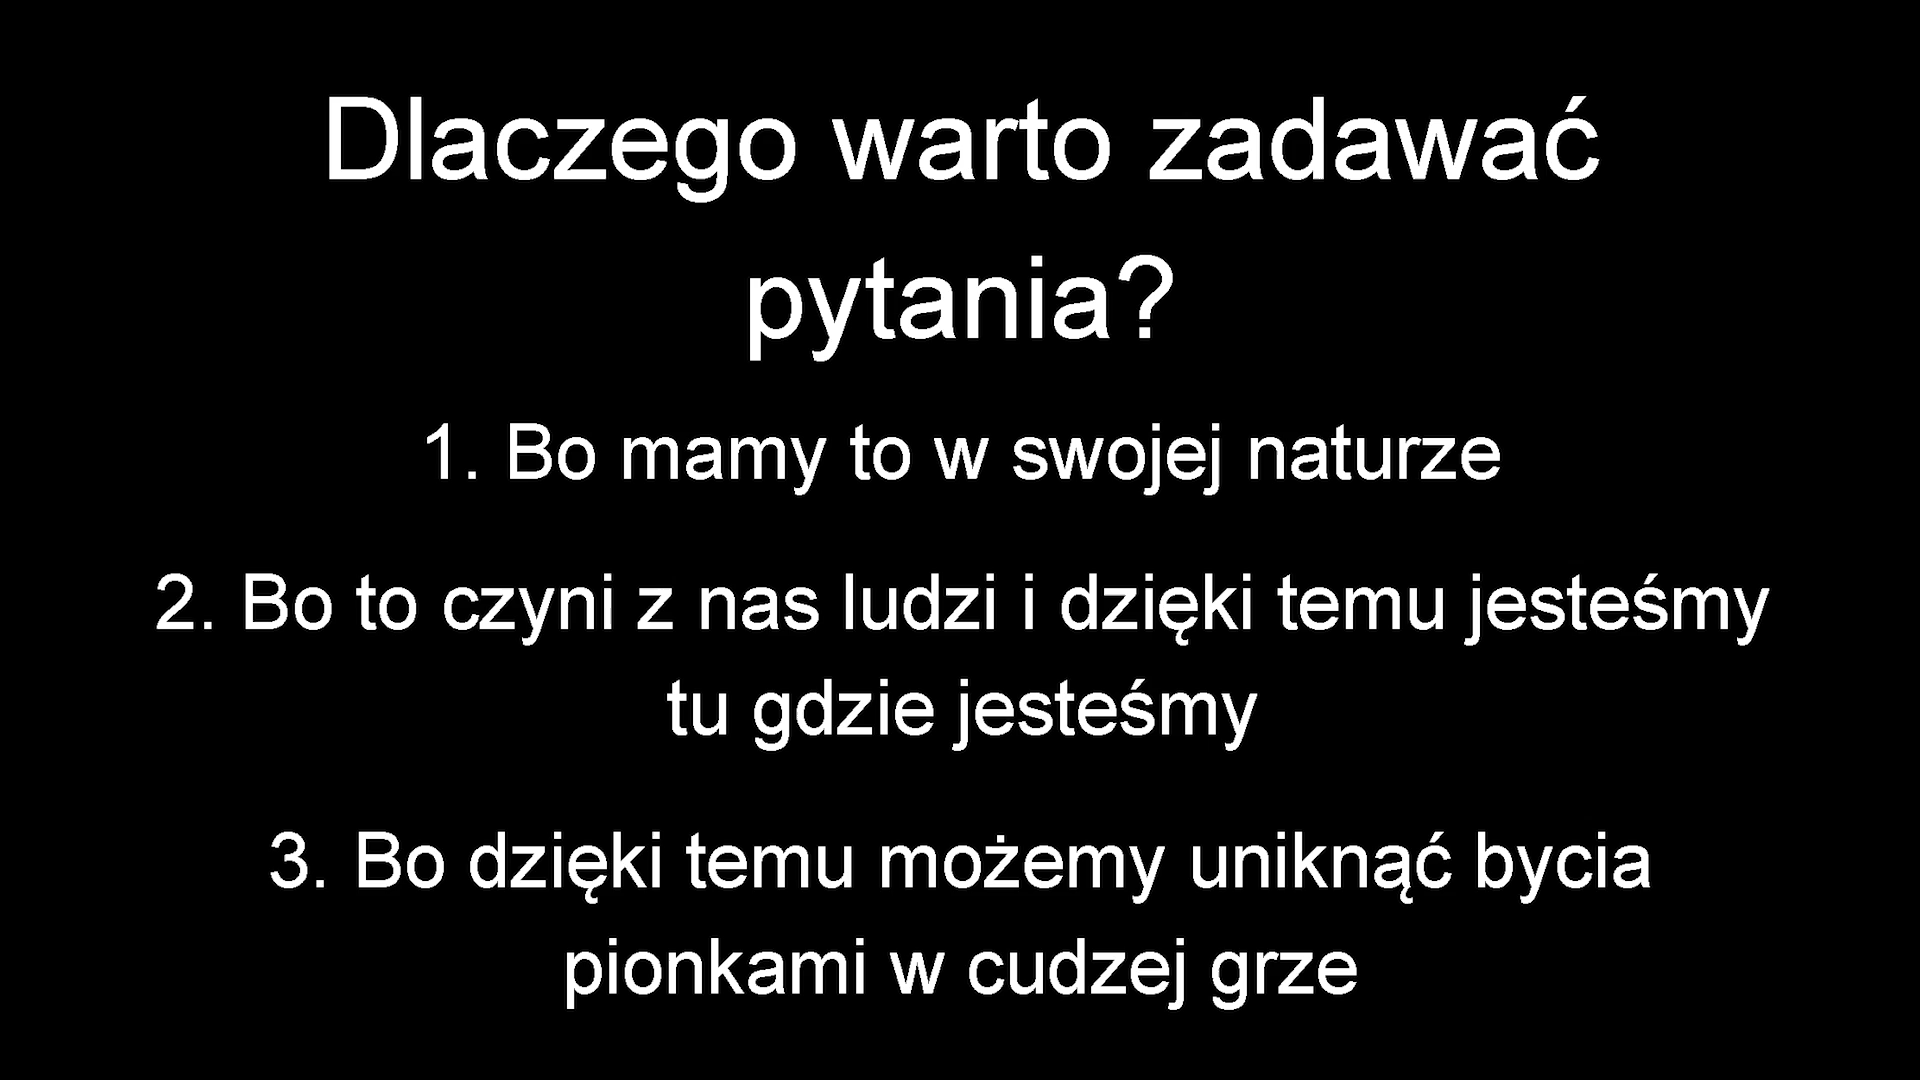 Dlaczego warto zadawać
pytania?
1. Bo mamy to w swojej naturze
2. Bo to czyni z nas ludzi i dzięki temu jesteśmy
tu gdzie jesteśmy
3. Bo dzięki temu możemy uniknąć bycia
pionkami w cudzej grze